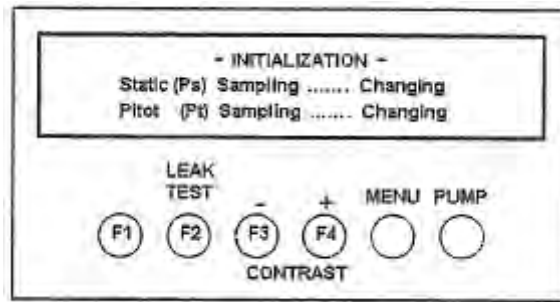 - INITIALIZATION -
Static (Ps) Sampling ....... Changing
Pitot (Pt) Sampling ....... Changing
LEAK
TEST
- + MENU PUMP
F1 F2 F3 F4
CONTRAST